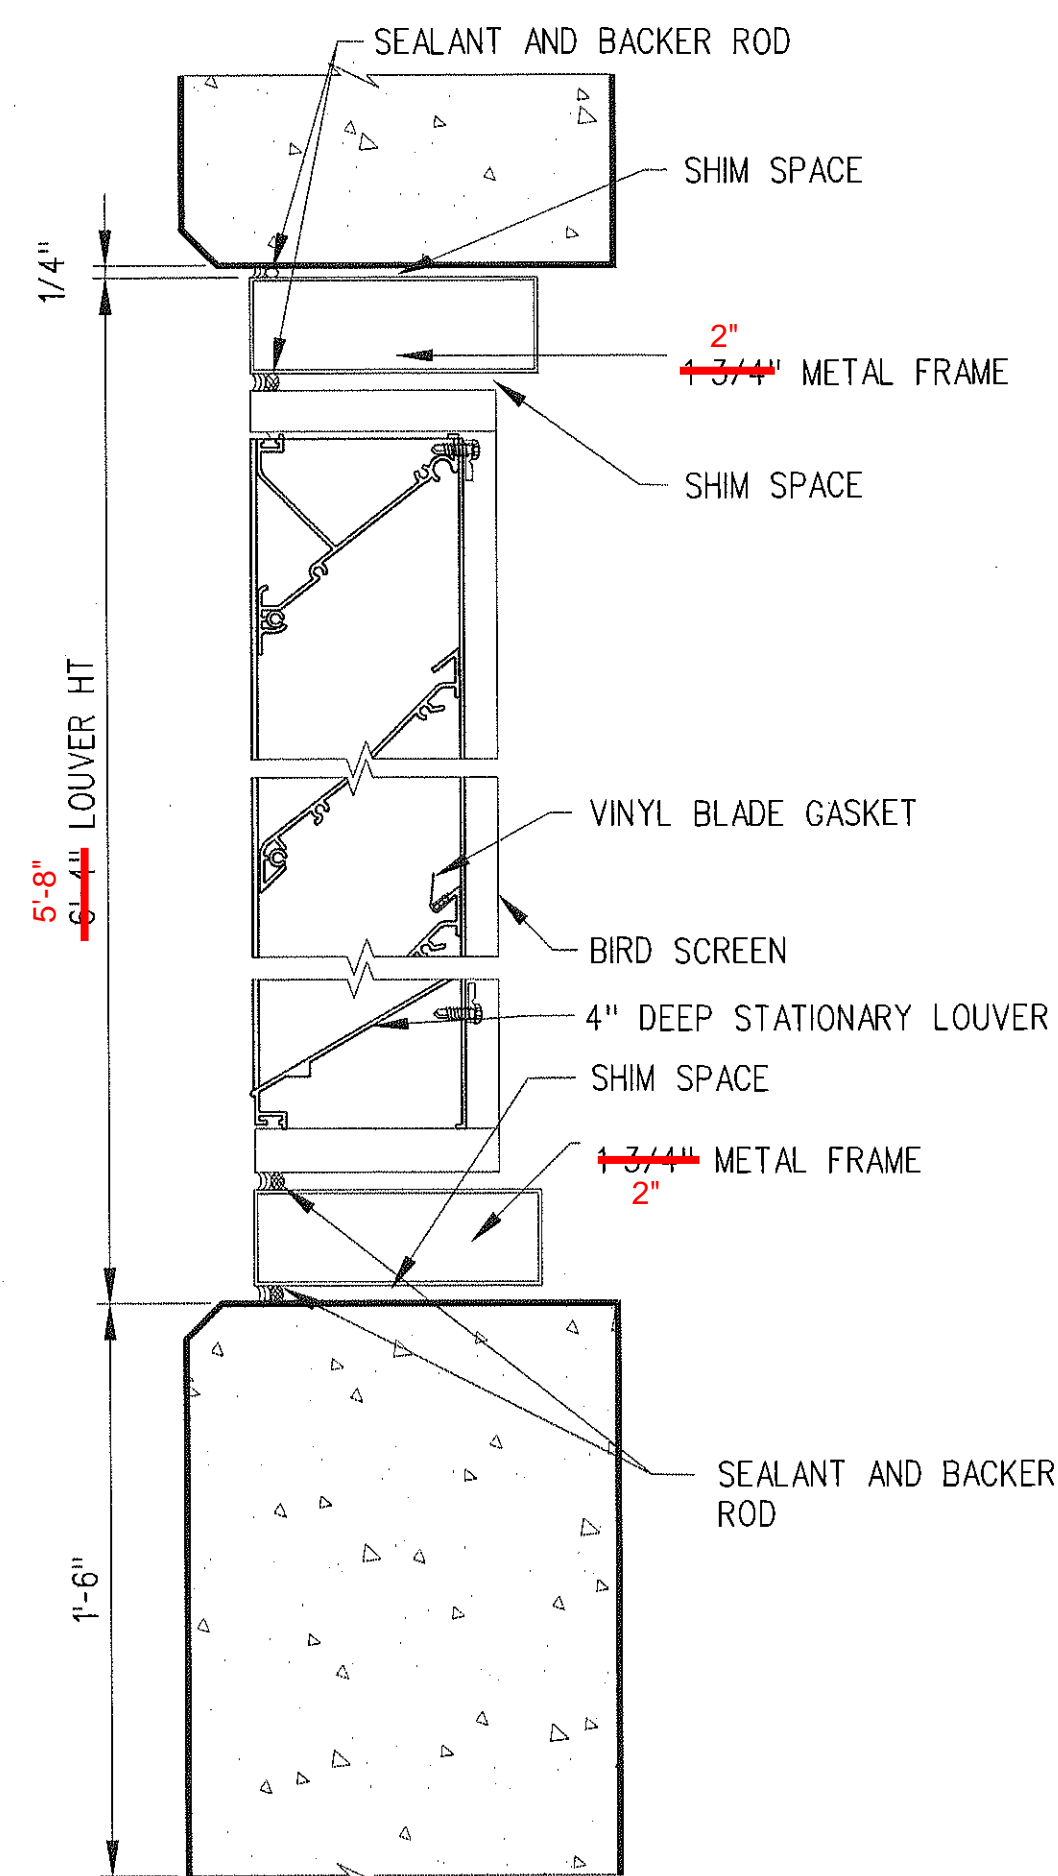 SEALANT AND BACKER ROD
SHIM SPACE
1/4"
2"
1 3/4" METAL FRAME
SHIM SPACE
5'-8"
6'-4" LOUVER HT
VINYL BLADE GASKET
BIRD SCREEN
4" DEEP STATIONARY LOUVER
SHIM SPACE
1 3/4" METAL FRAME
2"
SEALANT AND BACKER
ROD
1'-6"